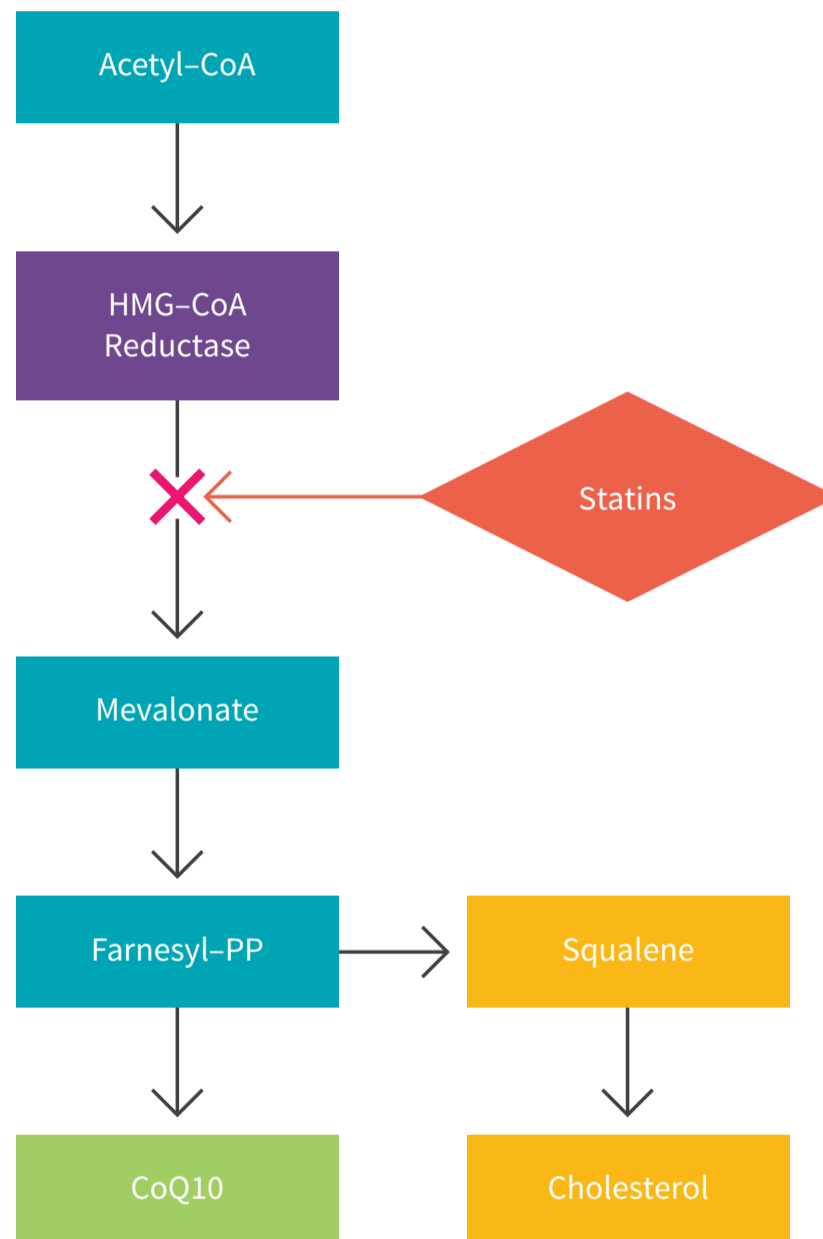 Acetyl–CoA
HMG–CoA
Reductase
Statins
Mevalonate
Farnesyl–PP
Squalene
CoQ10
Cholesterol